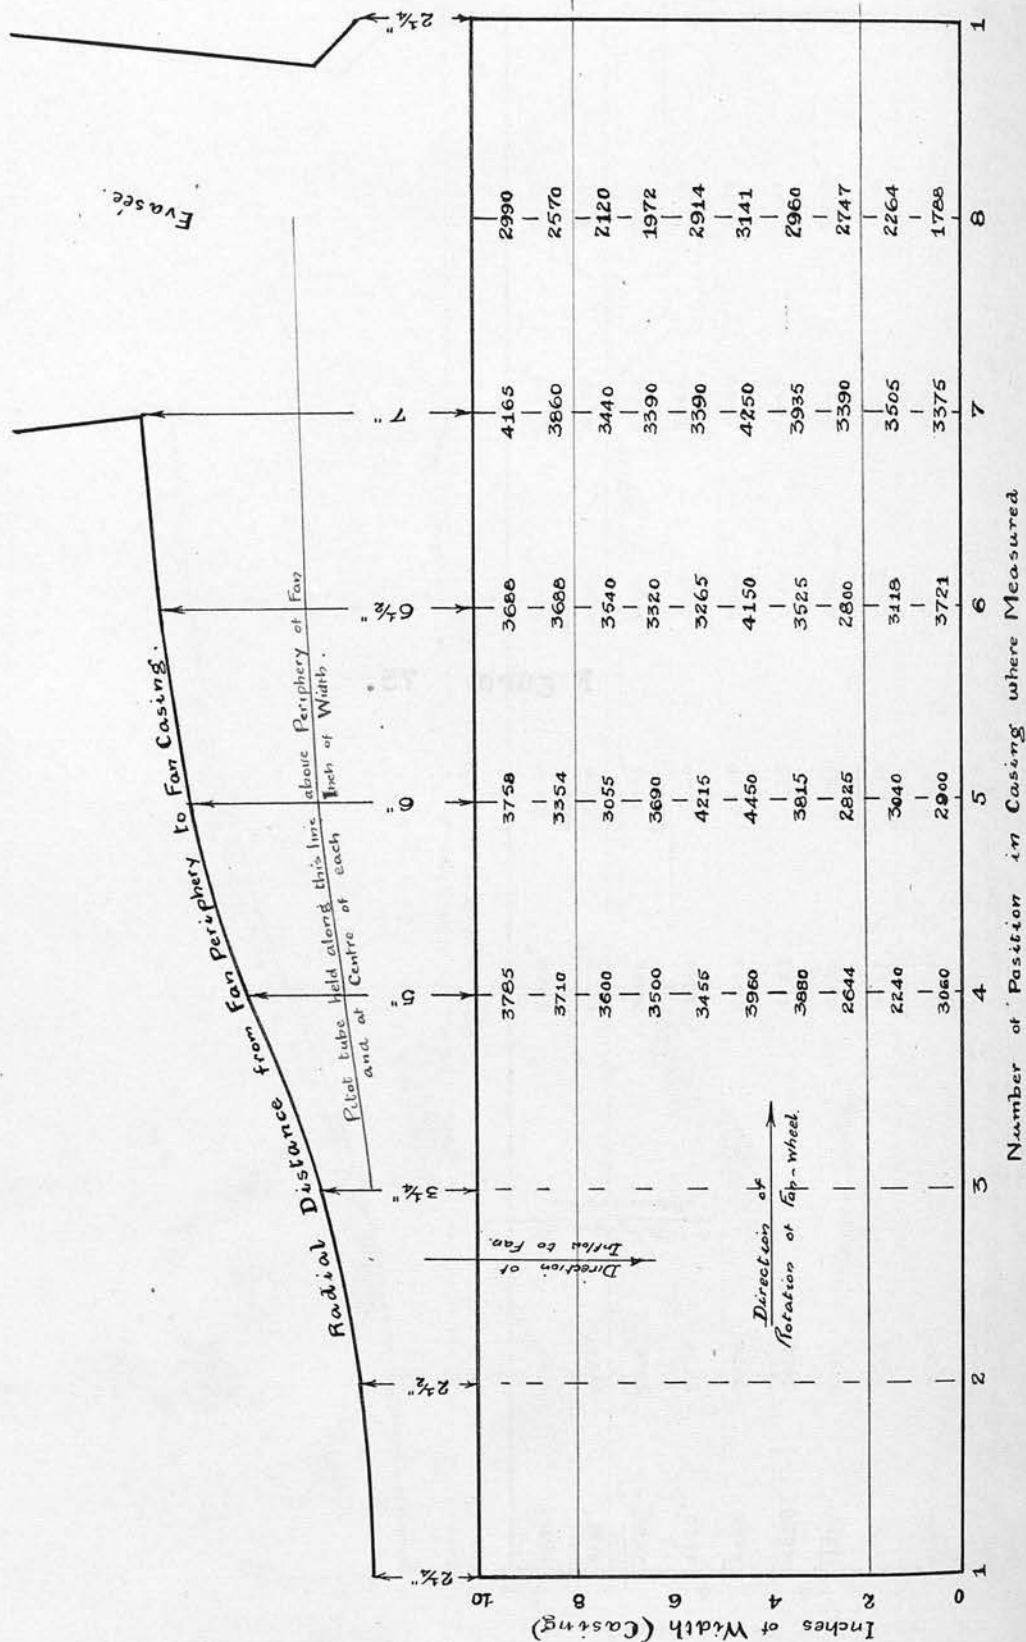 Evasée.
Radial Distance from Fan Periphery to Fan Casing.
Pitot tube held along this line above Periphery of Fan
and at Centre of each Inch of Width.
2¼" 2½" 3¼" 5" 6" 6½" 7" 2¼"
Direction of
Inflow to Fan.
Direction of
Rotation of Fan-wheel.
3785 3758 3688 4165 2990
3710 3354 3688 3860 2570
3600 3055 3540 3440 2120
3500 3690 3320 3390 1972
3455 4215 3265 3390 2914
3960 4450 4150 4250 3141
3880 3815 3525 3935 2960
2644 2825 2800 3390 2747
2240 3040 3118 3505 2264
3060 2900 3721 3375 1788
10
8
6
4
2
0
Inches of Width (Casing)
1 2 3 4 5 6 7 8 1
Number of Position in Casing where Measured